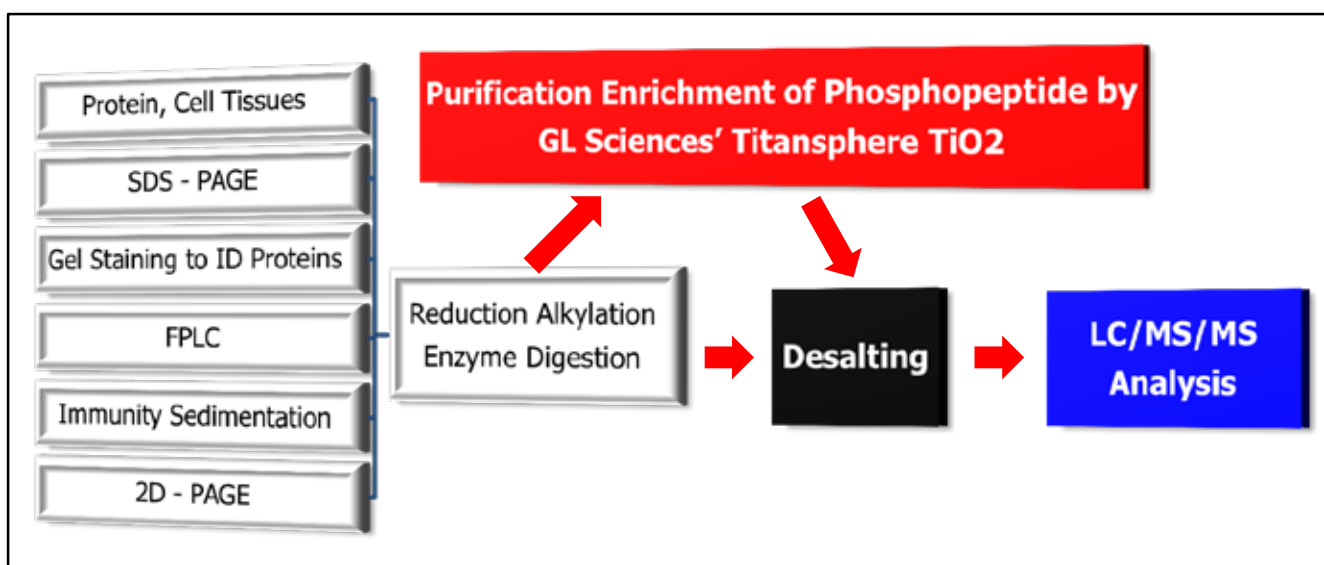 Protein, Cell Tissues
SDS - PAGE
Gel Staining to ID Proteins
FPLC
Immunity Sedimentation
2D - PAGE
Reduction Alkylation
Enzyme Digestion
Purification Enrichment of Phosphopeptide by
GL Sciences’ Titansphere TiO2
Desalting
LC/MS/MS
Analysis